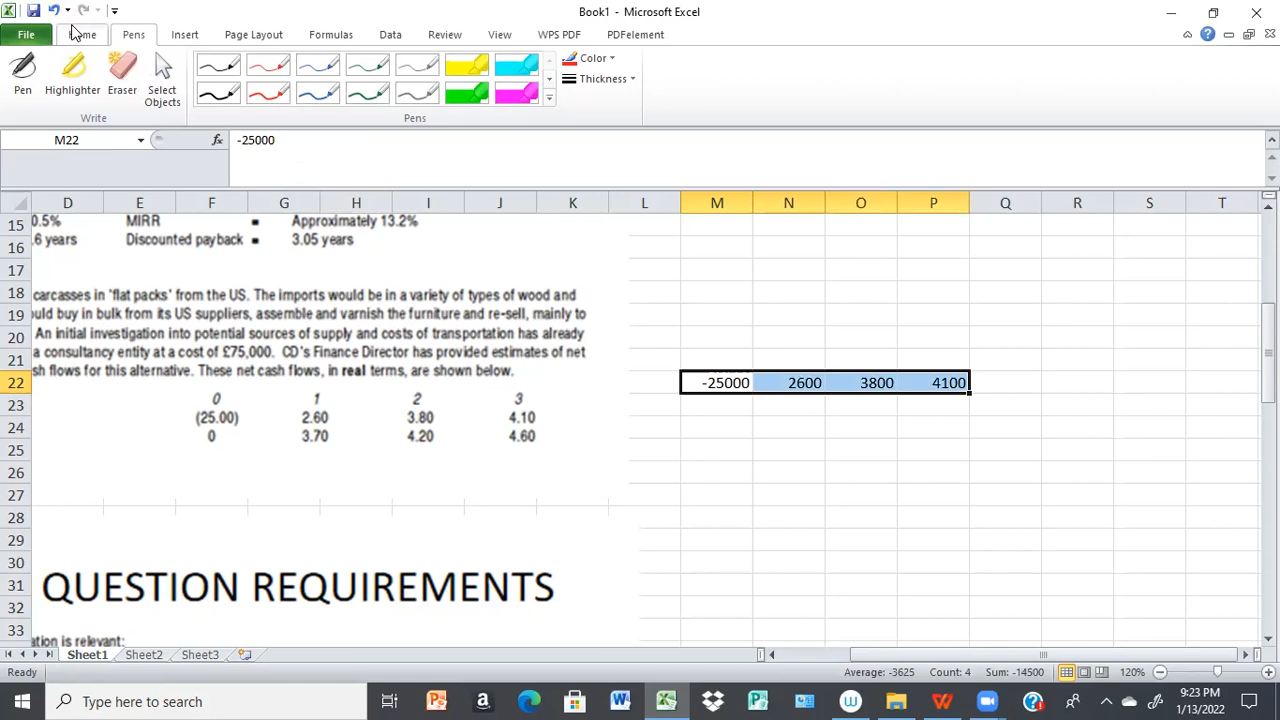 Book1 - Microsoft Excel
File
Pens
Insert
Page Layout
Formulas
Data
Review
View
WPS PDF
PDFelement
Pen
Highlighter
Eraser
Select Objects
Color
Thickness
Write
Pens
M22
fx
-25000
D E F G H I J K L M N O P Q R S T
15
0.5% MIRR = Approximately 13.2%
16
.6 years Discounted payback = 3.05 years
17
18
carcasses in 'flat packs' from the US. The imports would be in a variety of types of wood and
19
buy in bulk from its US suppliers, assemble and varnish the furniture and re-sell, mainly to
20
An initial investigation into potential sources of supply and costs of transportation has already
21
a consultancy entity at a cost of £75,000. CD's Finance Director has provided estimates of net
22
sh flows for this alternative. These net cash flows, in real terms, are shown below.
-25000 2600 3800 4100
23
0 1 2 3
24
(25.00) 2.60 3.80 4.10
25
0 3.70 4.20 4.60
26
27
28
29
30
31
QUESTION REQUIREMENTS
32
33
ation is relevant:
Sheet1 Sheet2 Sheet3
Ready
Average: -3625 Count: 4 Sum: -14500
120%
Type here to search
9:23 PM
1/13/2022